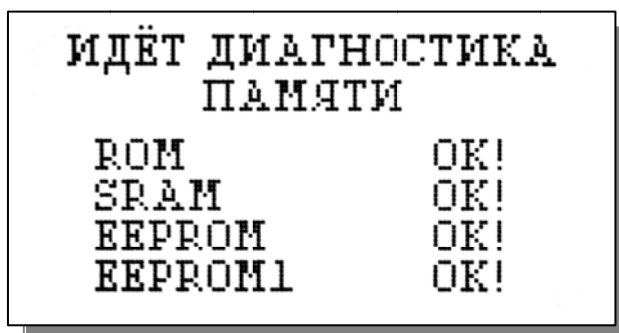 ИДЁТ ДИАГНОСТИКА
ПАМЯТИ
ROM OK!
SRAM OK!
EEPROM OK!
EEPROM1 OK!